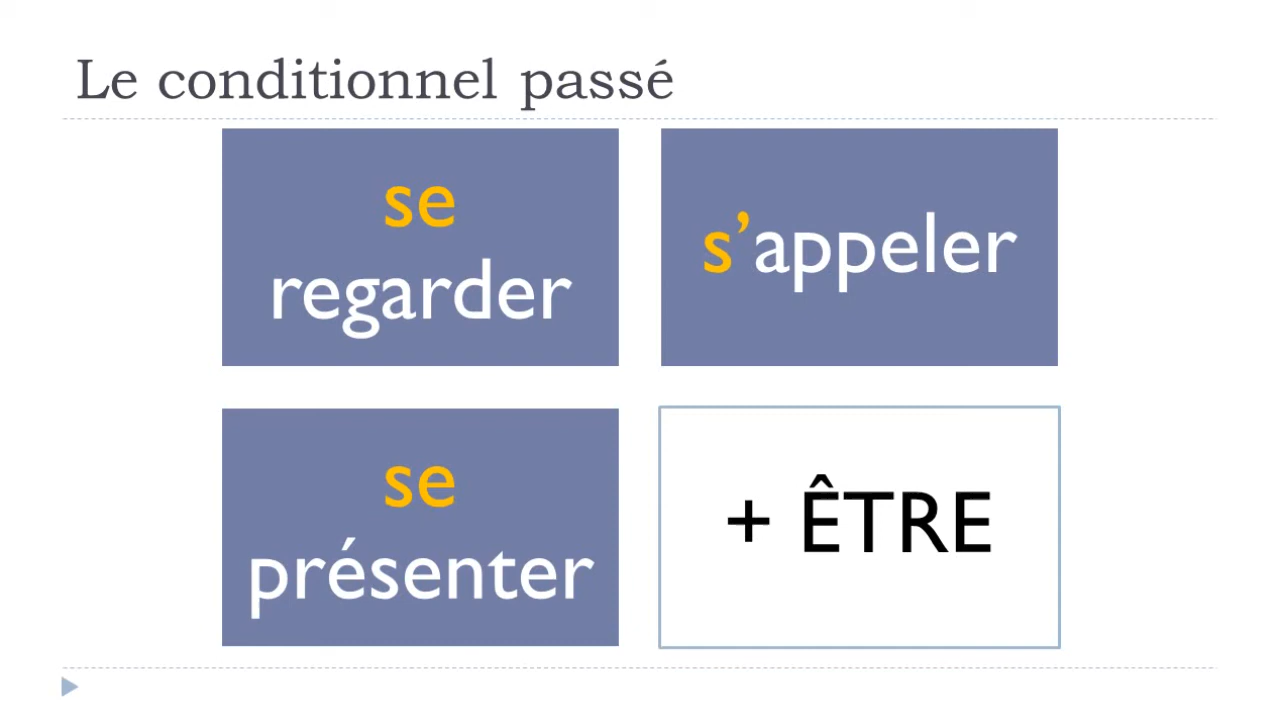 Le conditionnel passé
se
regarder
s’appeler
se
présenter
+ ÊTRE